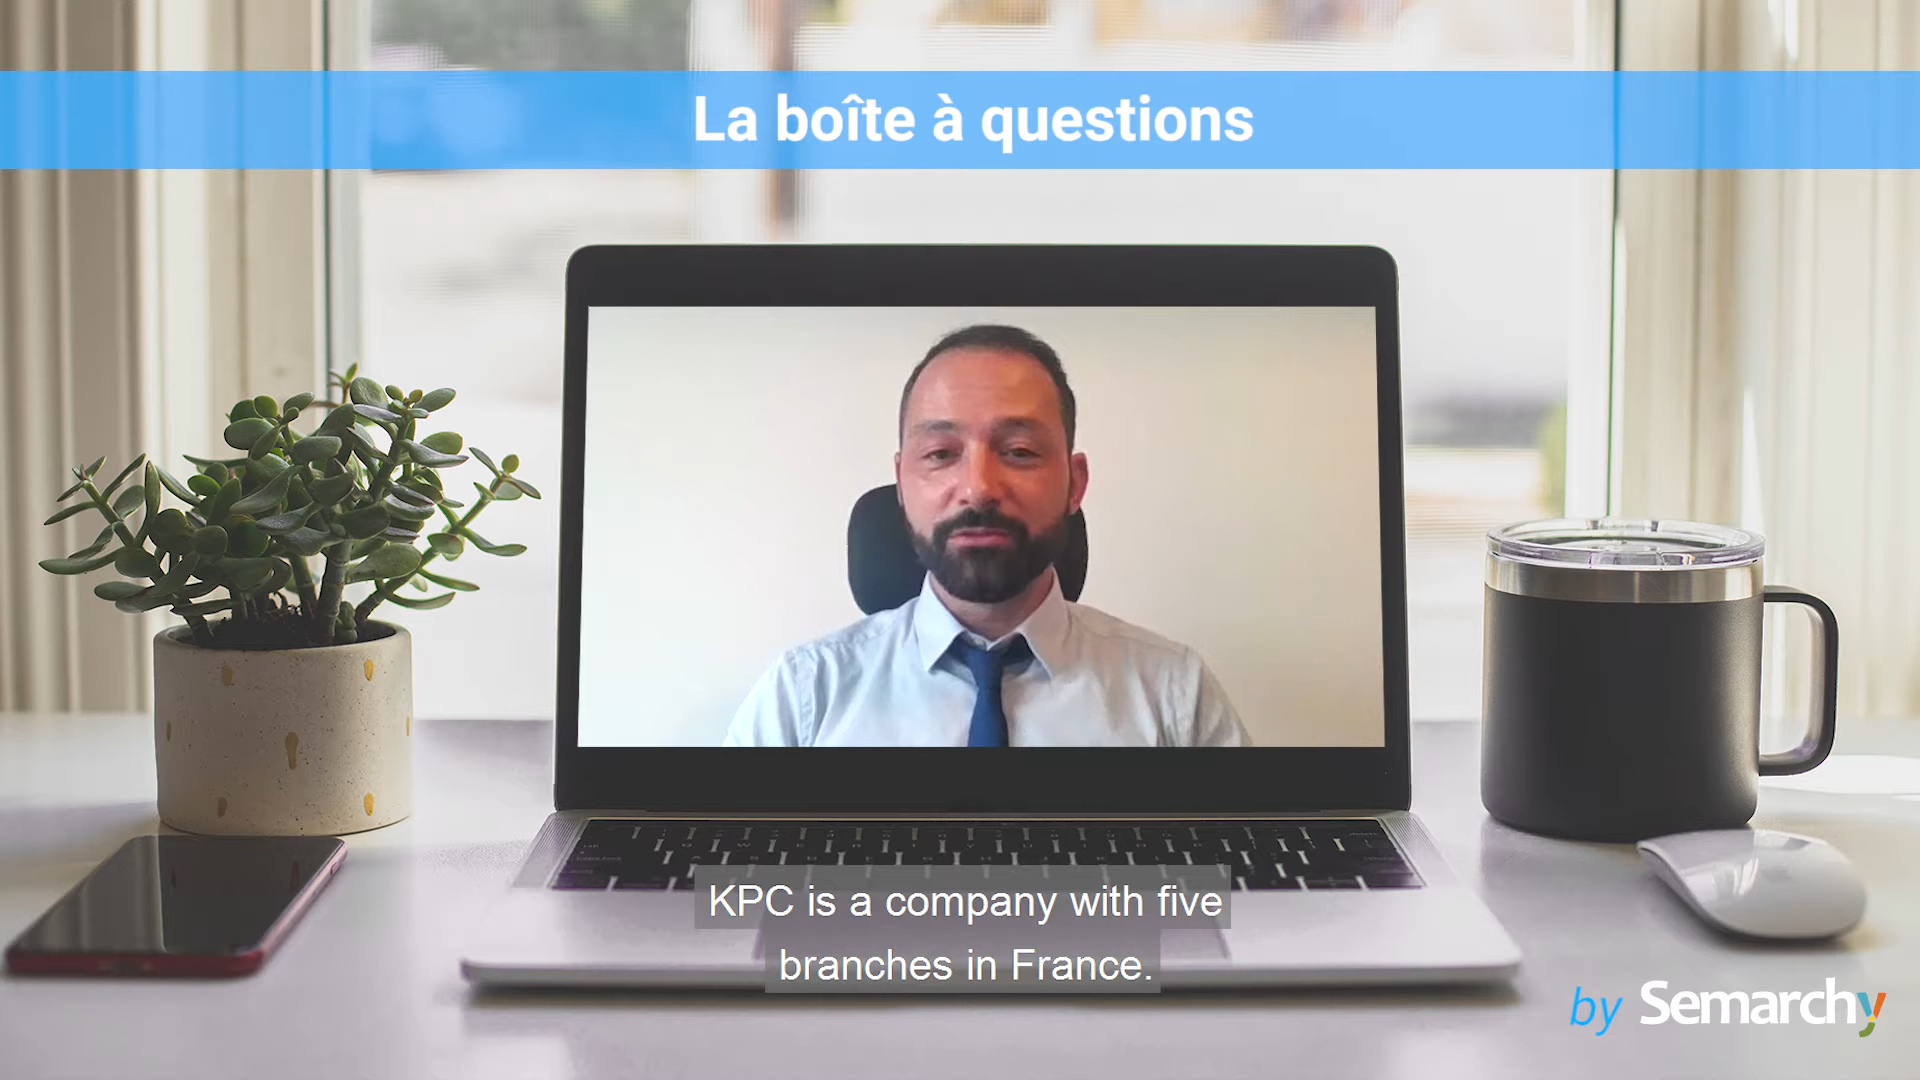 La boîte à questions
KPC is a company with five
branches in France.
by Semarchy